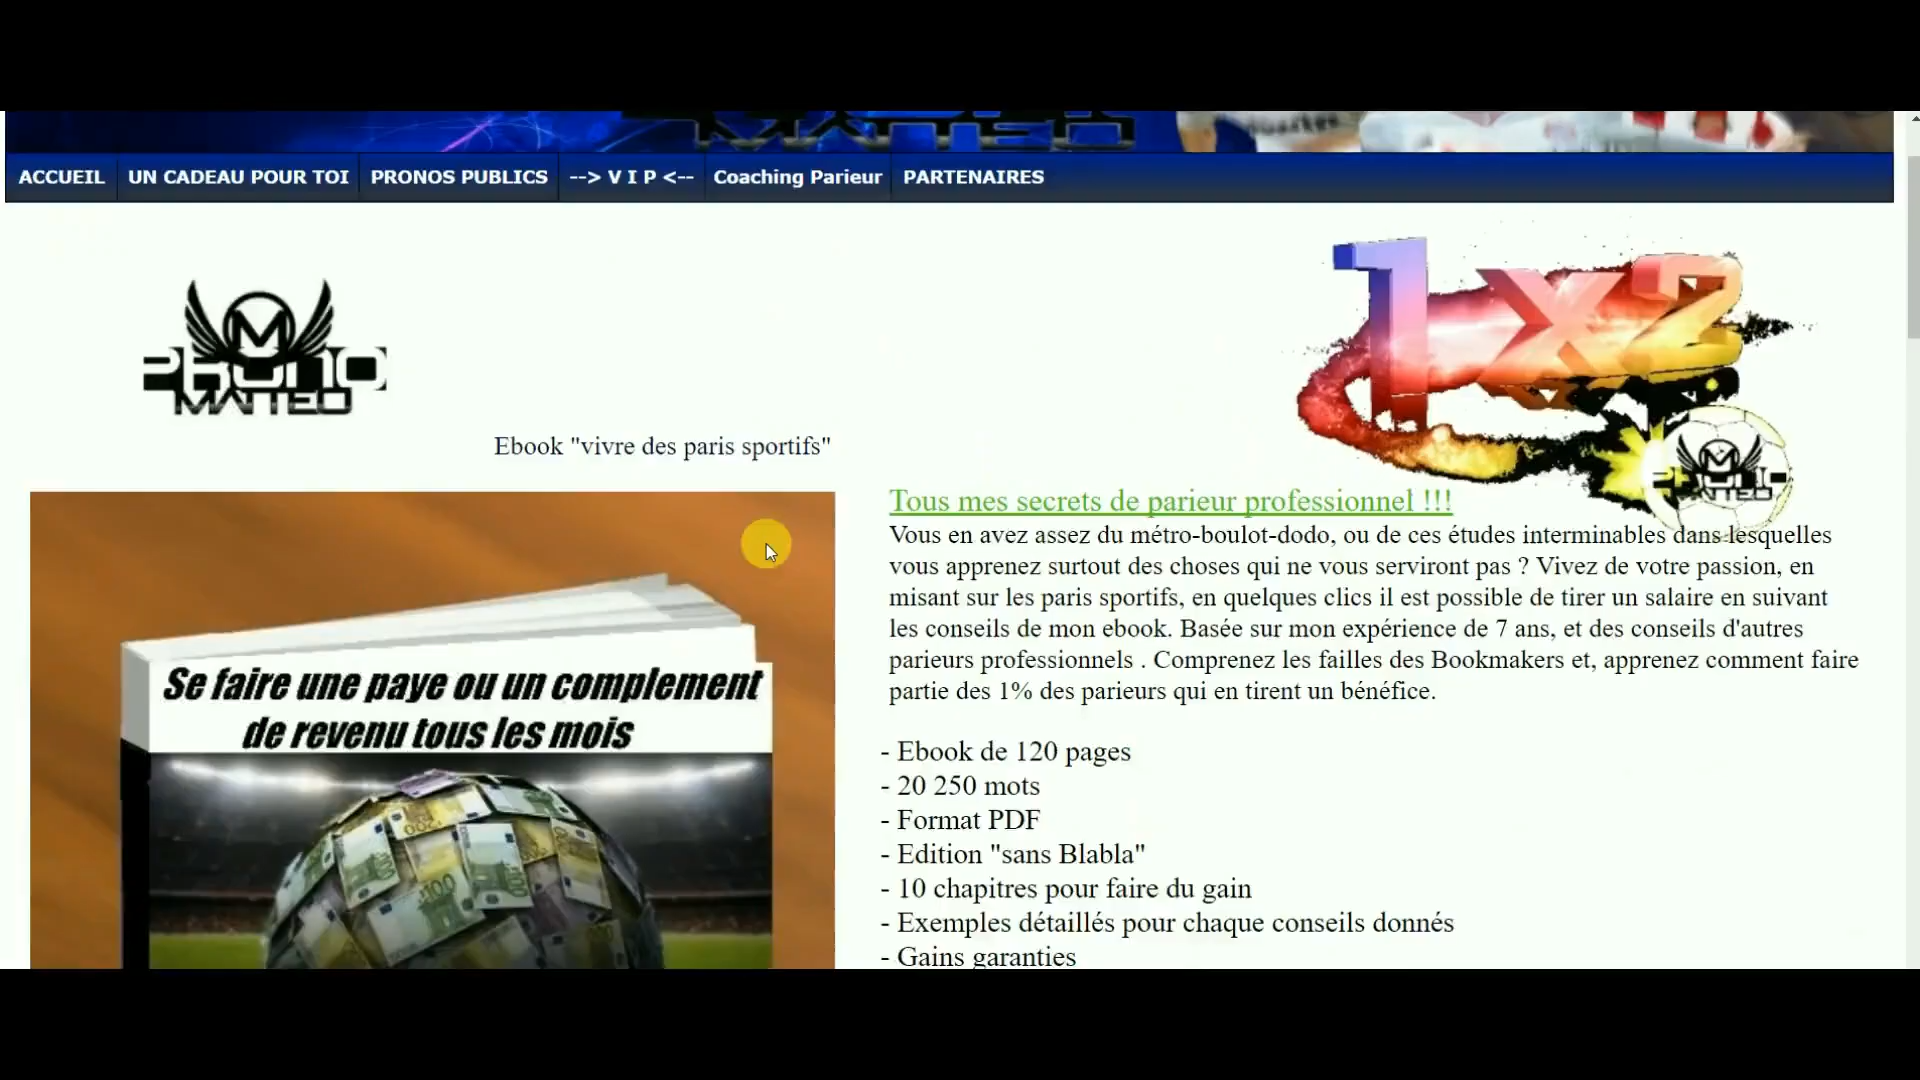 MATTEO
ACCUEIL
UN CADEAU POUR TOI
PRONOS PUBLICS
--> V I P <--
Coaching Parieur
PARTENAIRES
1x2
M
PRONO
MATTEO
Ebook "vivre des paris sportifs"
M
PRONO
MATTEO
Tous mes secrets de parieur professionnel !!!
Vous en avez assez du métro-boulot-dodo, ou de ces études interminables dans lesquelles
vous apprenez surtout des choses qui ne vous serviront pas ? Vivez de votre passion, en
misant sur les paris sportifs, en quelques clics il est possible de tirer un salaire en suivant
les conseils de mon ebook. Basée sur mon expérience de 7 ans, et des conseils d'autres
parieurs professionnels . Comprenez les failles des Bookmakers et, apprenez comment faire
partie des 1% des parieurs qui en tirent un bénéfice.
Se faire une paye ou un complement
de revenu tous les mois
- Ebook de 120 pages
- 20 250 mots
- Format PDF
- Edition "sans Blabla"
- 10 chapitres pour faire du gain
- Exemples détaillés pour chaque conseils donnés
- Gains garanties
100